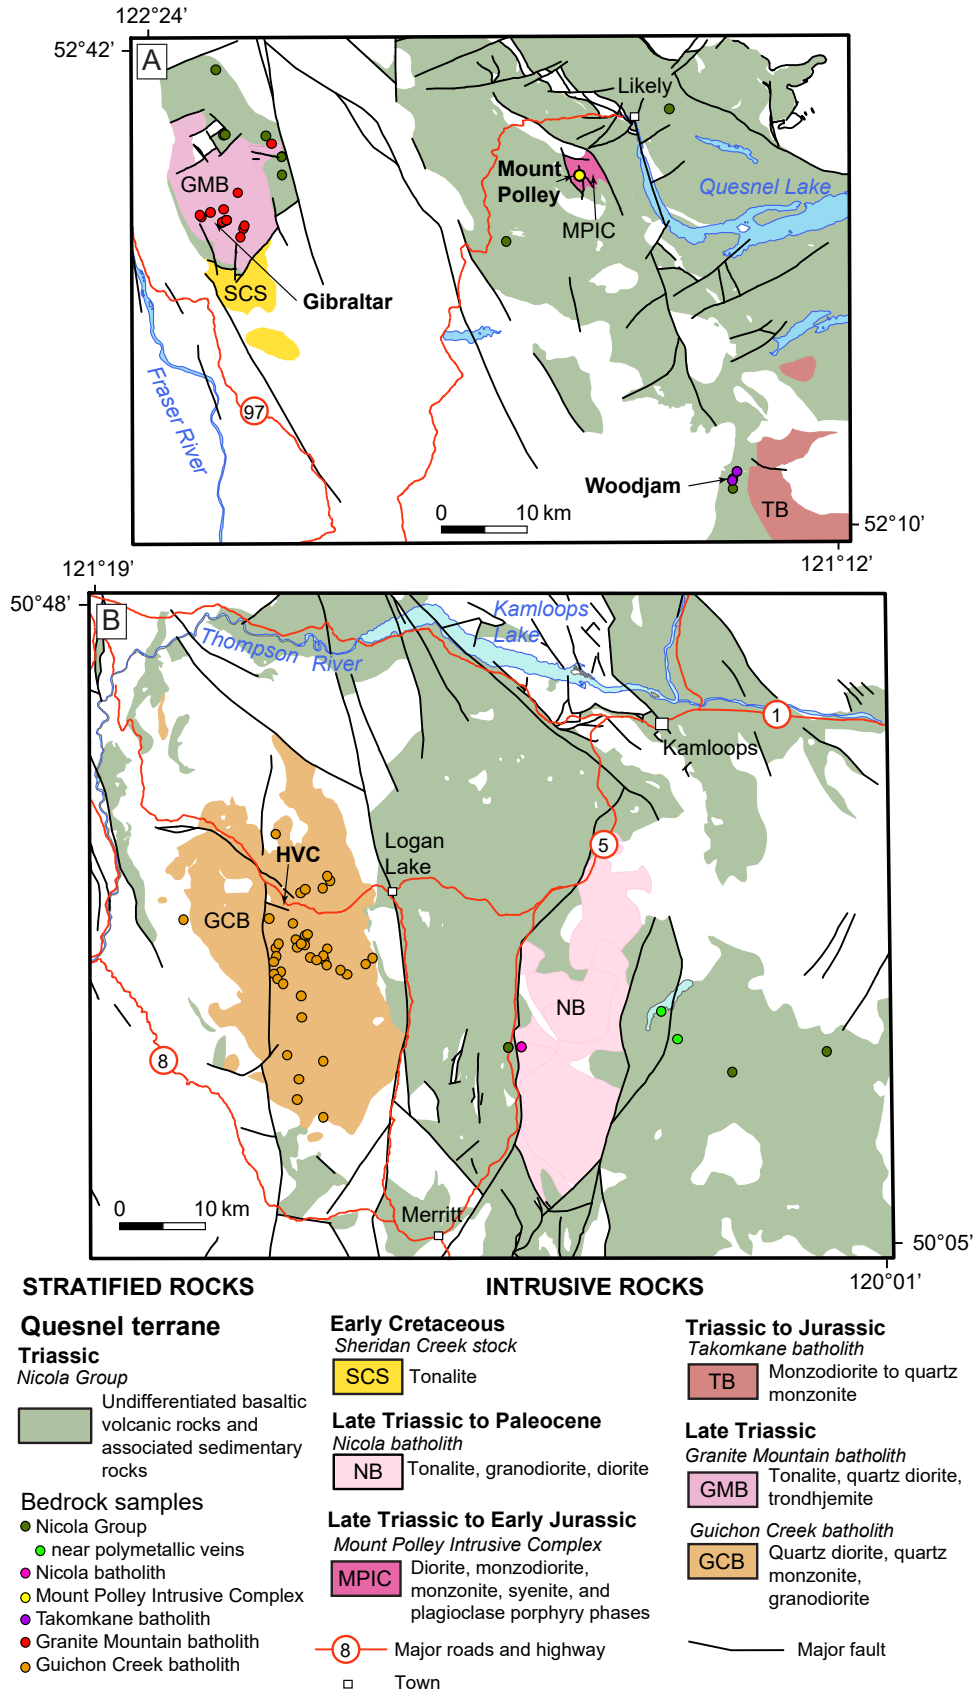 122°24’
52°42’
A
Likely
GMB
Mount
Polley
Quesnel Lake
MPIC
SCS
Gibraltar
Fraser River
97
Woodjam
0 10 km
TB
52°10’
121°12’
121°19’
50°48’
B
Kamloops
Lake
Thompson River
1
Kamloops
Logan
Lake
5
HVC
GCB
NB
8
0 10 km
Merritt
50°05’
120°01’
STRATIFIED ROCKS
Quesnel terrane
Triassic
Nicola Group
Undifferentiated basaltic
volcanic rocks and
associated sedimentary
rocks
Bedrock samples
Nicola Group
near polymetallic veins
Nicola batholith
Mount Polley Intrusive Complex
Takomkane batholith
Granite Mountain batholith
Guichon Creek batholith
INTRUSIVE ROCKS
Early Cretaceous
Sheridan Creek stock
SCS Tonalite
Late Triassic to Paleocene
Nicola batholith
NB Tonalite, granodiorite, diorite
Late Triassic to Early Jurassic
Mount Polley Intrusive Complex
MPIC Diorite, monzodiorite,
monzonite, syenite, and
plagioclase porphyry phases
8 Major roads and highway
Town
Triassic to Jurassic
Takomkane batholith
TB Monzodiorite to quartz
monzonite
Late Triassic
Granite Mountain batholith
GMB Tonalite, quartz diorite,
trondhjemite
Guichon Creek batholith
GCB Quartz diorite, quartz
monzonite,
granodiorite
Major fault